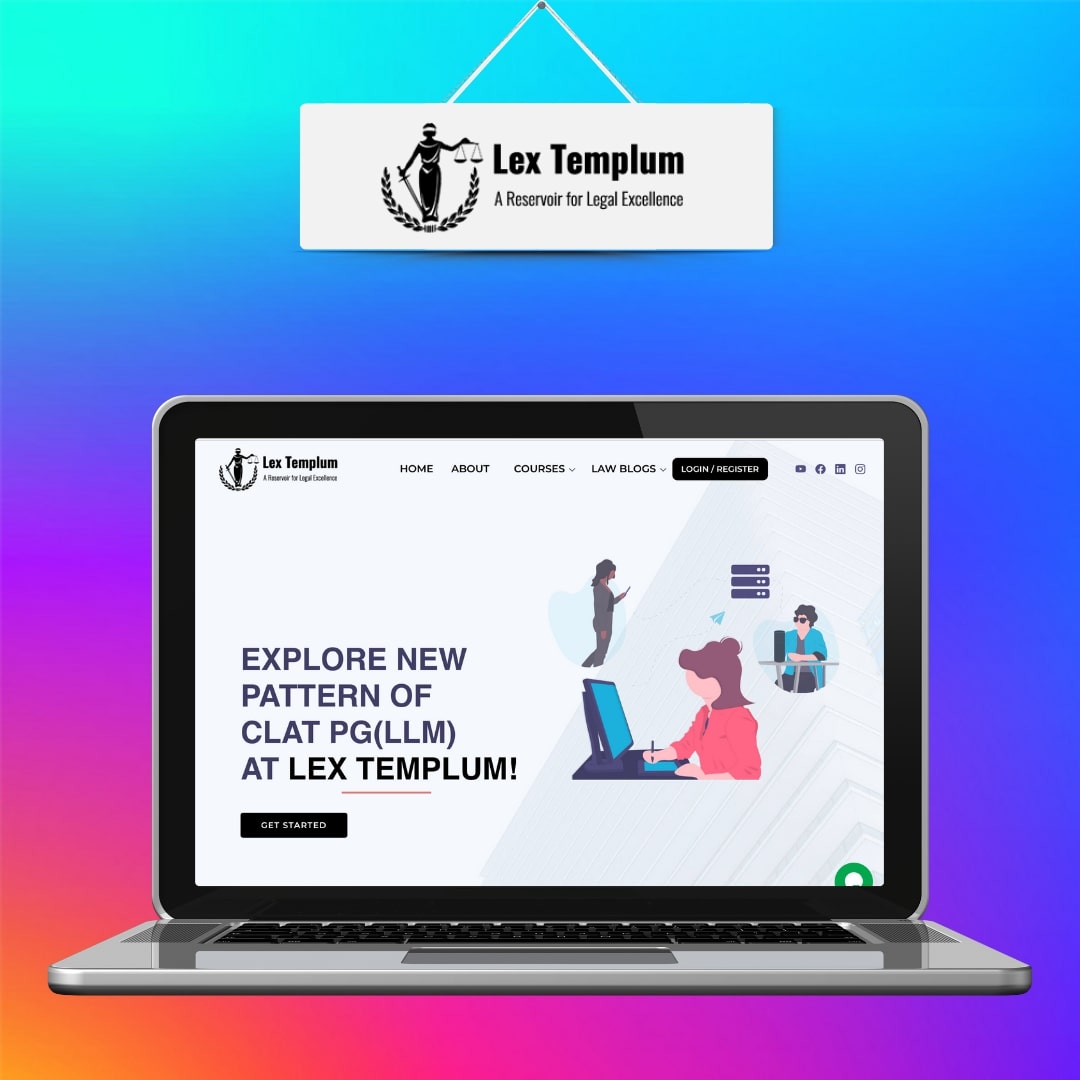 Lex Templum
A Reservoir for Legal Excellence
Lex Templum
A Reservoir for Legal Excellence
HOME ABOUT COURSES LAW BLOGS LOGIN / REGISTER
EXPLORE NEW
PATTERN OF
CLAT PG(LLM)
AT LEX TEMPLUM!
GET STARTED